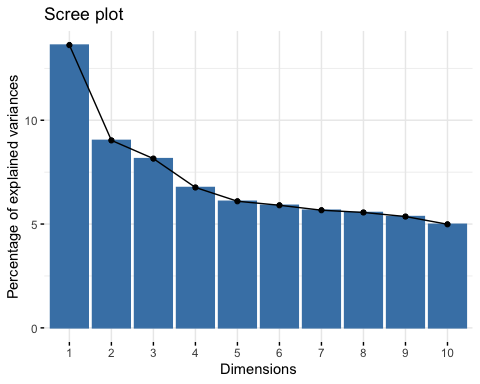 Scree plot
Percentage of explained variances
10
5
0
1 2 3 4 5 6 7 8 9 10
Dimensions